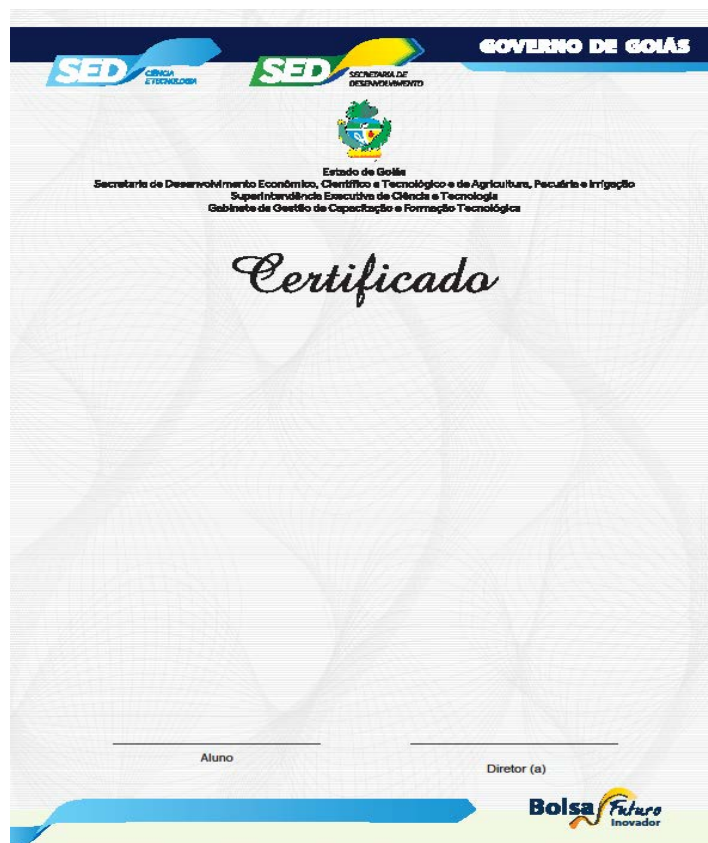 GOVERNO DE GOIÁS
SED CIÊNCIA
E TECNOLOGIA
SED SECRETARIA DE
DESENVOLVIMENTO
Estado de Goiás
Secretaria de Desenvolvimento Econômico, Científico e Tecnológico e de Agricultura, Pecuária e Irrigação
Superintendência Executiva de Ciência e Tecnologia
Gabinete de Gestão de Capacitação e Formação Tecnológica
Certificado
Aluno
Diretor (a)
Bolsa Futuro
Inovador